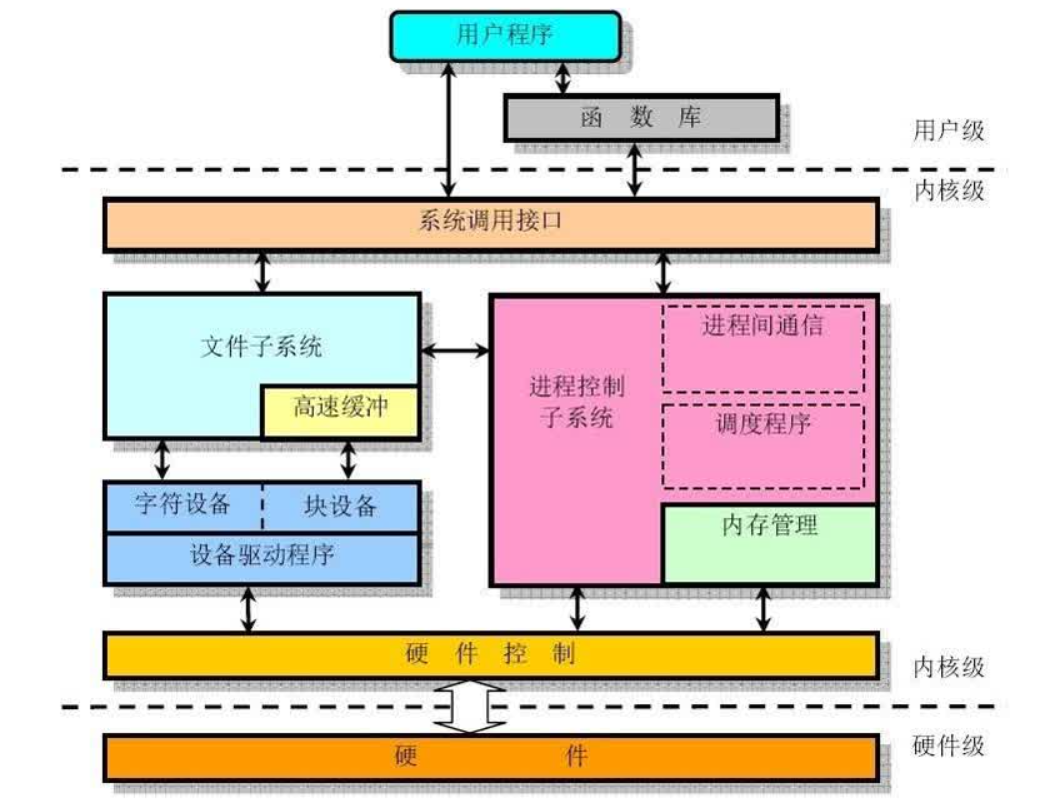 用户程序
函 数 库
用户级
内核级
系统调用接口
文件子系统
高速缓冲
进程控制
子系统
进程间通信
调度程序
内存管理
字符设备
块设备
设备驱动程序
硬 件 控 制
内核级
硬件级
硬 件